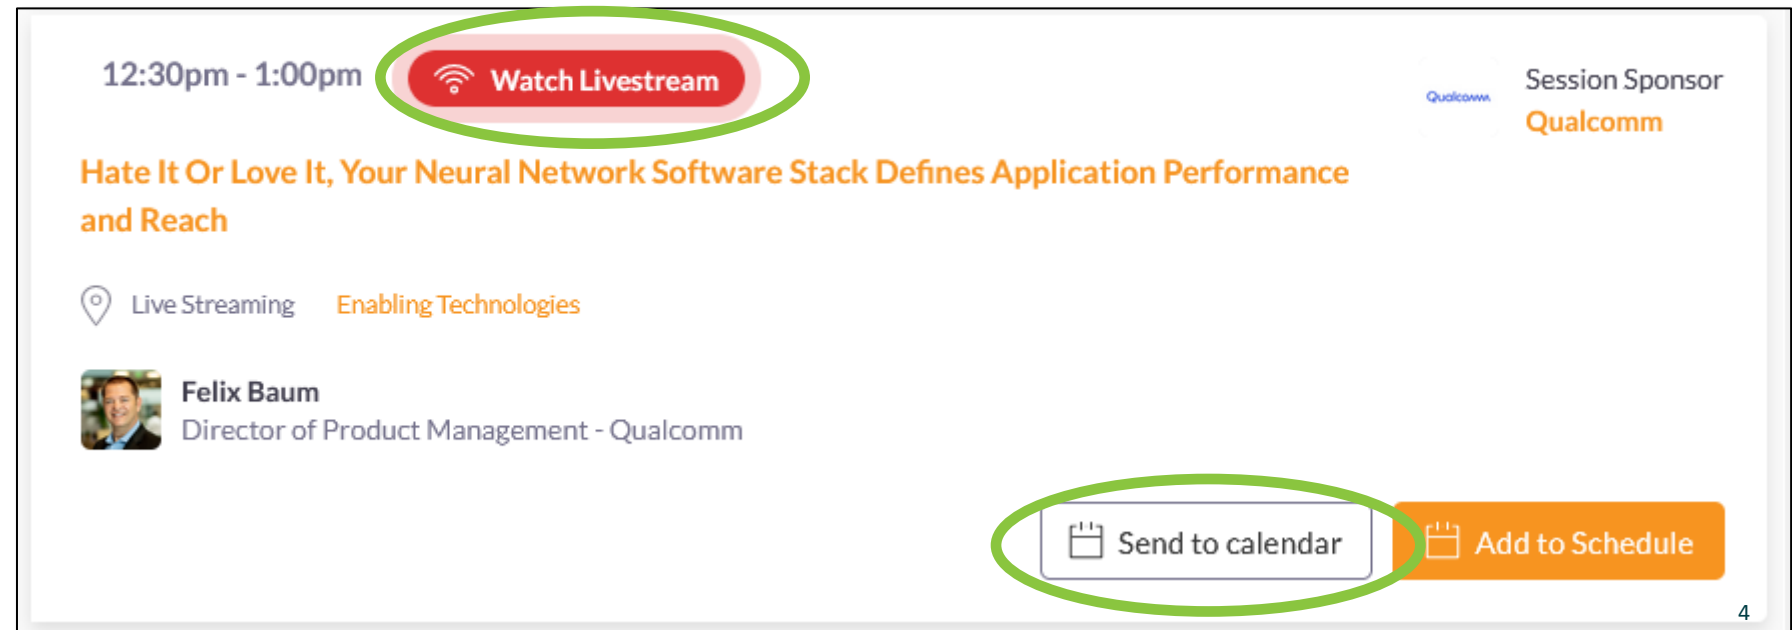 12:30pm - 1:00pm
Watch Livestream
Qualcomm
Session Sponsor
Qualcomm
Hate It Or Love It, Your Neural Network Software Stack Defines Application Performance
and Reach
Live Streaming Enabling Technologies
Felix Baum
Director of Product Management - Qualcomm
Send to calendar
Add to Schedule
4